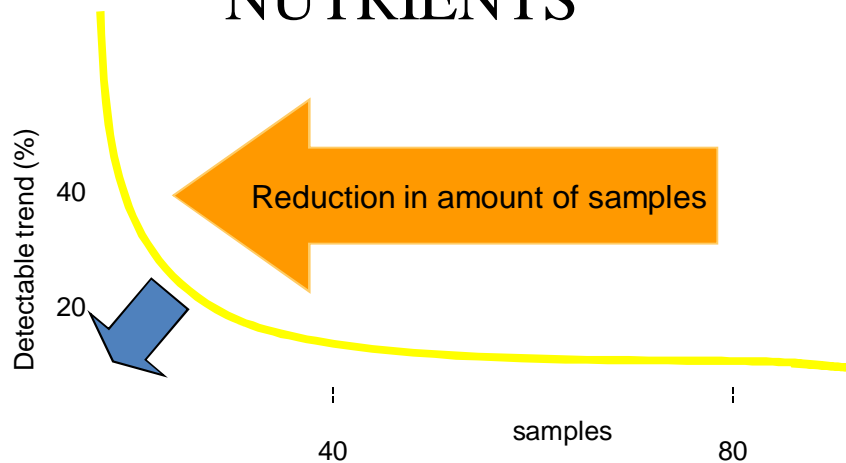 NUTRIENTS
Detectable trend (%)
40
Reduction in amount of samples
20
samples
40
80